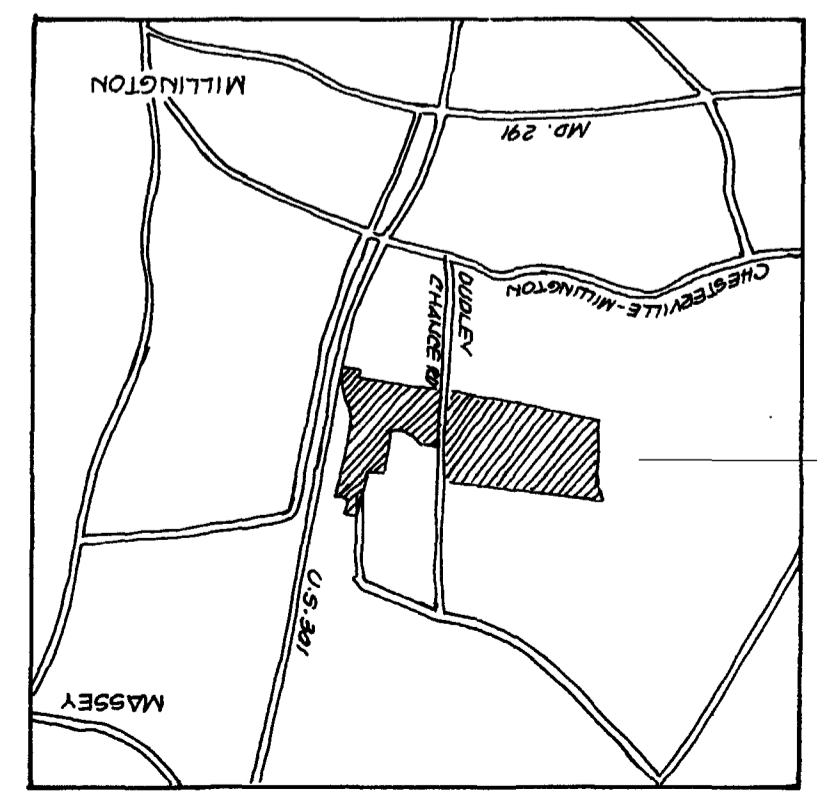 MASSEY
U.S. 301
CHESTERVILLE-MILLINGTON
DUDLEY
CHANCE RD
MD. 291
MILLINGTON